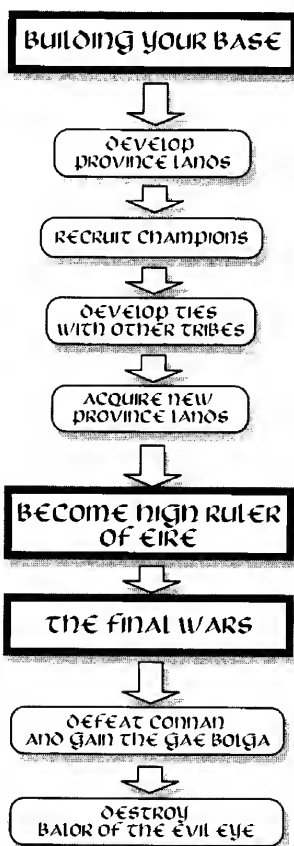 BUILDING YOUR BASE
DEVELOP
PROVINCE LANDS
RECRUIT CHAMPIONS
DEVELOP TIES
WITH OTHER TRIBES
ACQUIRE NEW
PROVINCE LANDS
BECOME HIGH RULER
OF EIRE
THE FINAL WARS
DEFEAT CONNAN
AND GAIN THE GAE BOLGA
DESTROY
BALOR OF THE EVIL EYE